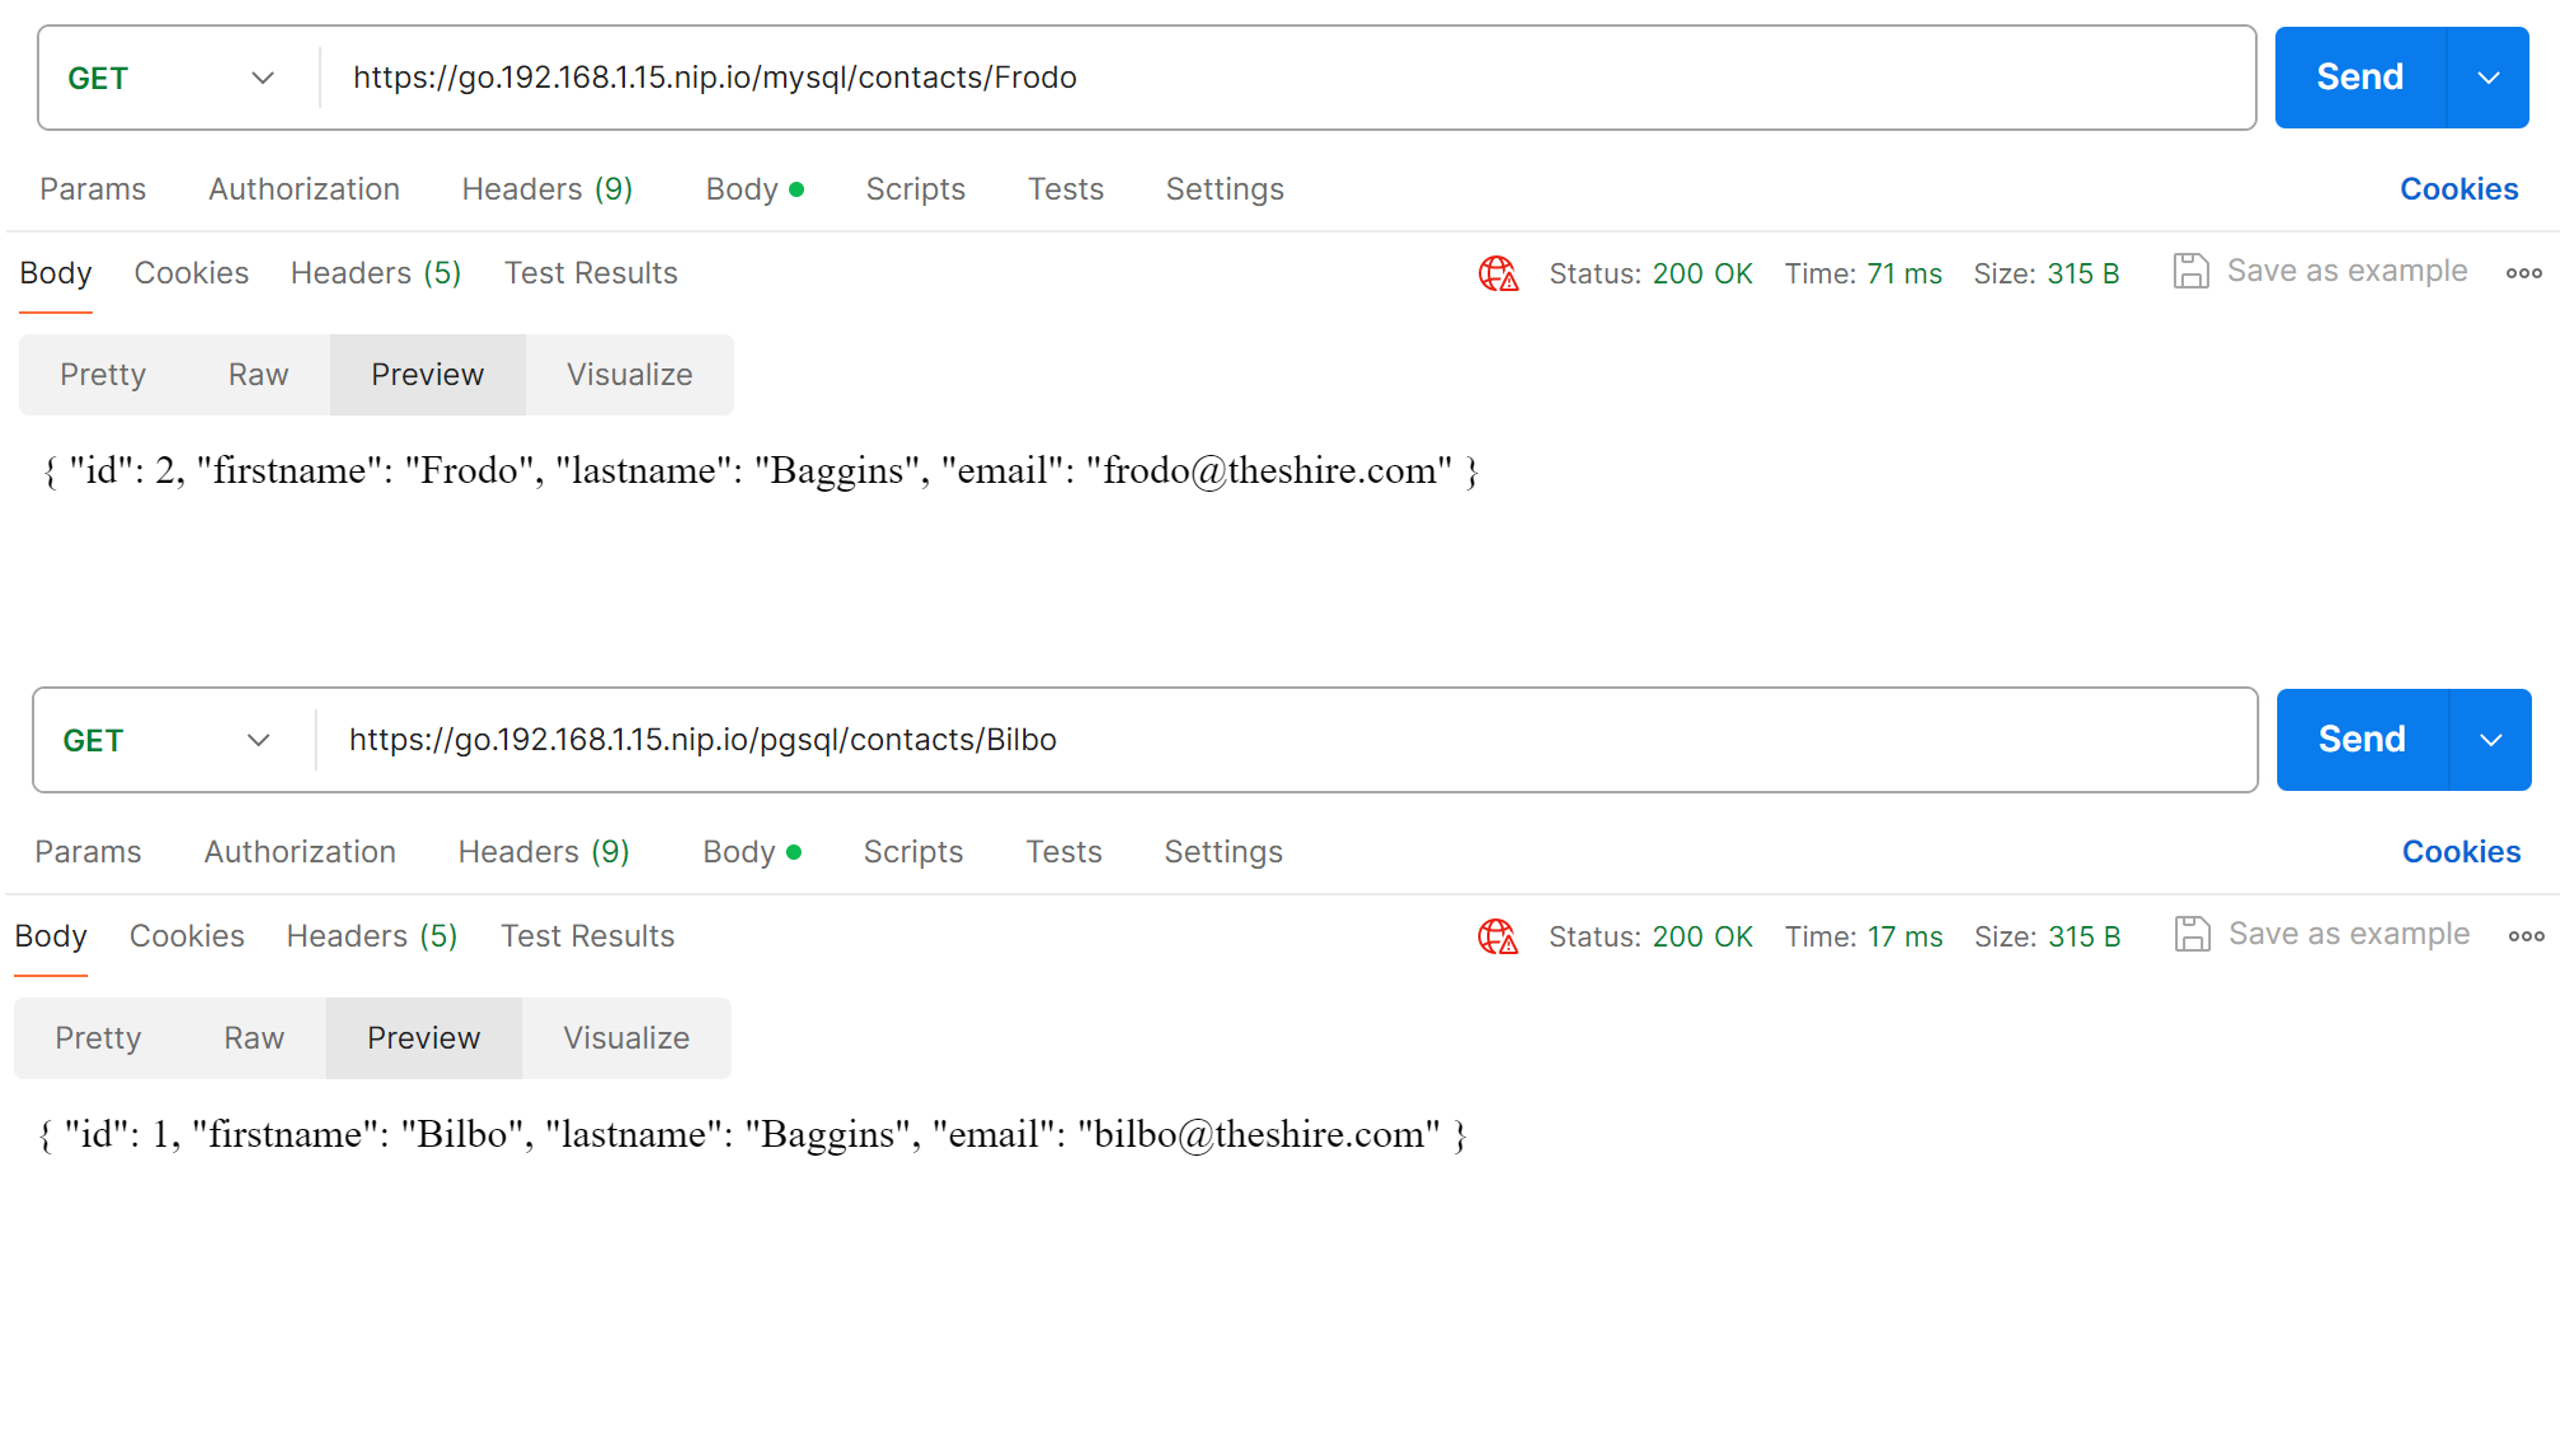 GET https://go.192.168.1.15.nip.io/mysql/contacts/Frodo Send
Params Authorization Headers (9) Body Scripts Tests Settings Cookies
Body Cookies Headers (5) Test Results Status: 200 OK Time: 71 ms Size: 315 B Save as example
Pretty Raw Preview Visualize
{ "id": 2, "firstname": "Frodo", "lastname": "Baggins", "email": "frodo@theshire.com" }
GET https://go.192.168.1.15.nip.io/pgsql/contacts/Bilbo Send
Params Authorization Headers (9) Body Scripts Tests Settings Cookies
Body Cookies Headers (5) Test Results Status: 200 OK Time: 17 ms Size: 315 B Save as example
Pretty Raw Preview Visualize
{ "id": 1, "firstname": "Bilbo", "lastname": "Baggins", "email": "bilbo@theshire.com" }